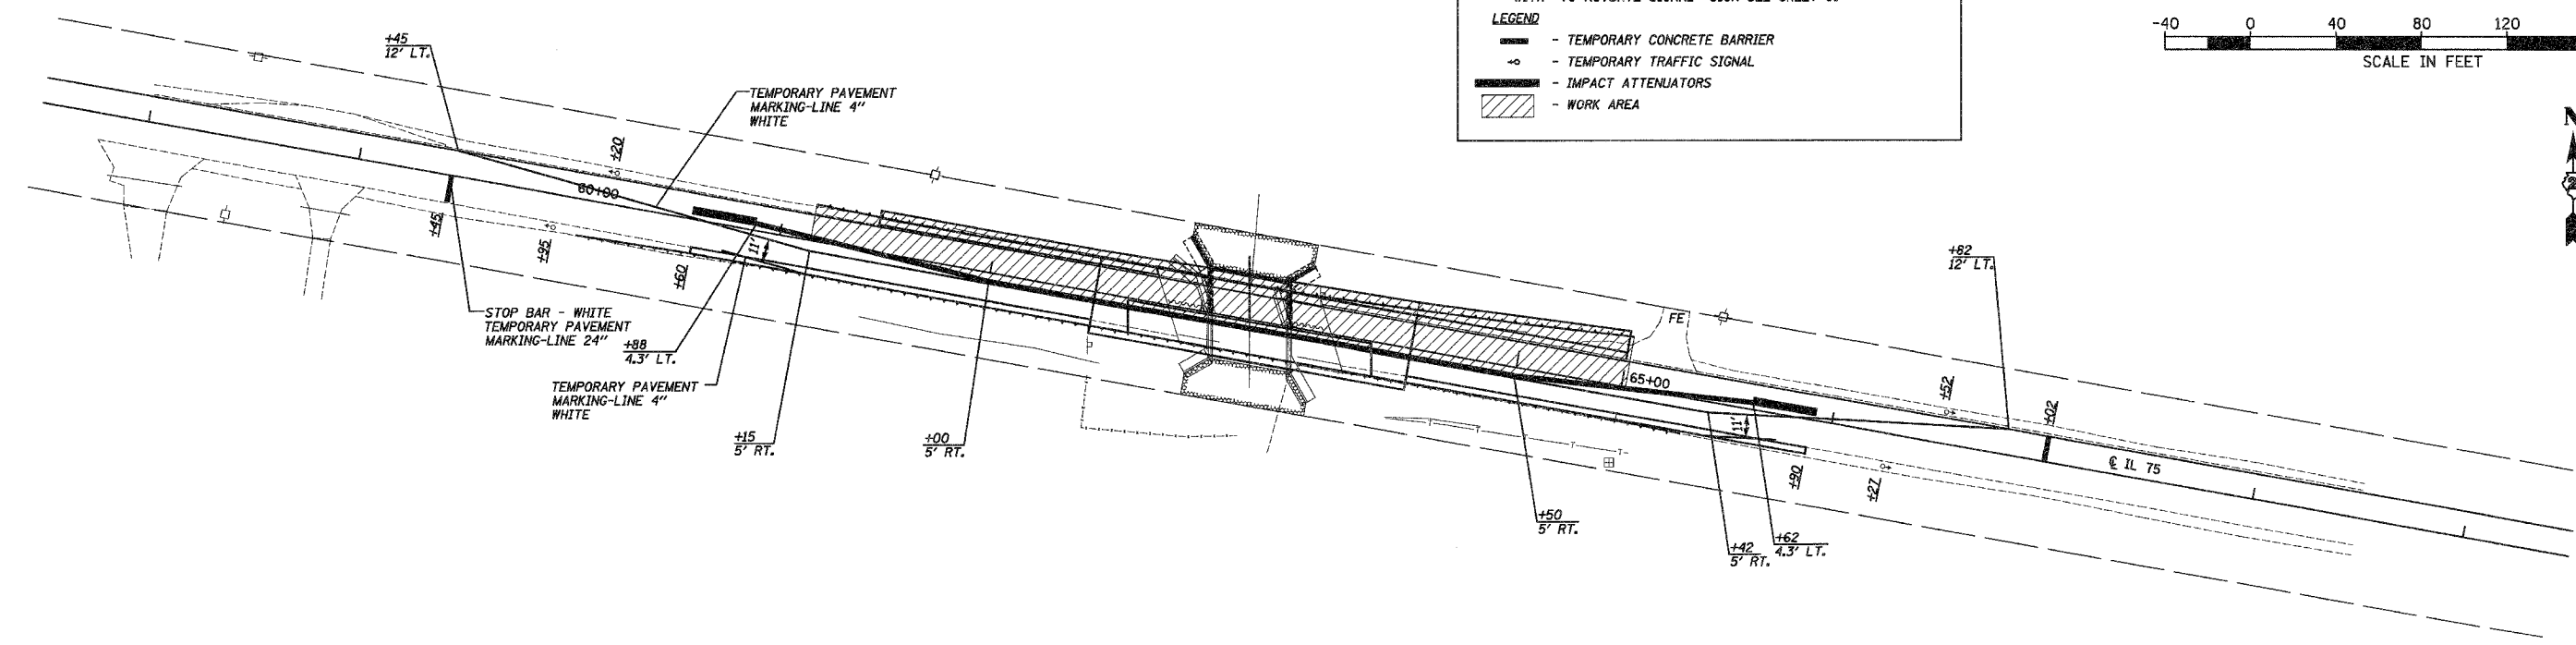 LEGEND
- TEMPORARY CONCRETE BARRIER
- TEMPORARY TRAFFIC SIGNAL
- IMPACT ATTENUATORS
- WORK AREA
-40 0 40 80 120
SCALE IN FEET
N
+45
12' LT.
TEMPORARY PAVEMENT
MARKING-LINE 4"
WHITE
+20
60+00
+45
+95
+60
11'
STOP BAR - WHITE
TEMPORARY PAVEMENT
MARKING-LINE 24"
+88
4.3' LT.
TEMPORARY PAVEMENT
MARKING-LINE 4"
WHITE
+15
5' RT.
+00
5' RT.
FE
65+00
+82
12' LT.
+52
+02
℄ IL 75
11'
+90
+27
+50
5' RT.
+42
5' RT.
+62
4.3' LT.